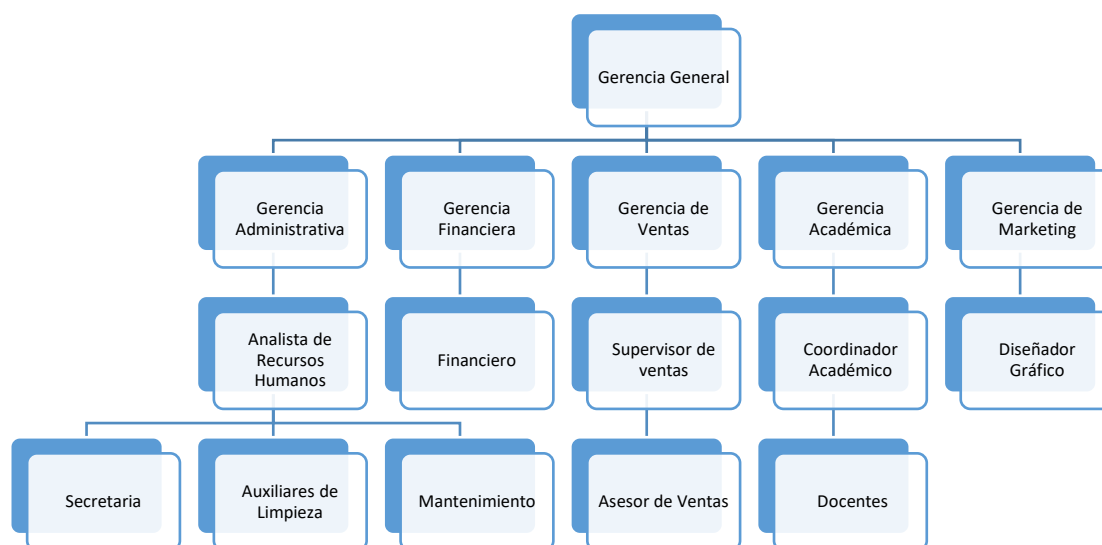 Gerencia General
Gerencia
Administrativa
Gerencia
Financiera
Gerencia de
Ventas
Gerencia
Académica
Gerencia de
Marketing
Analista de
Recursos
Humanos
Financiero
Supervisor de
ventas
Coordinador
Académico
Diseñador
Gráfico
Secretaria
Auxiliares de
Limpieza
Mantenimiento
Asesor de Ventas
Docentes